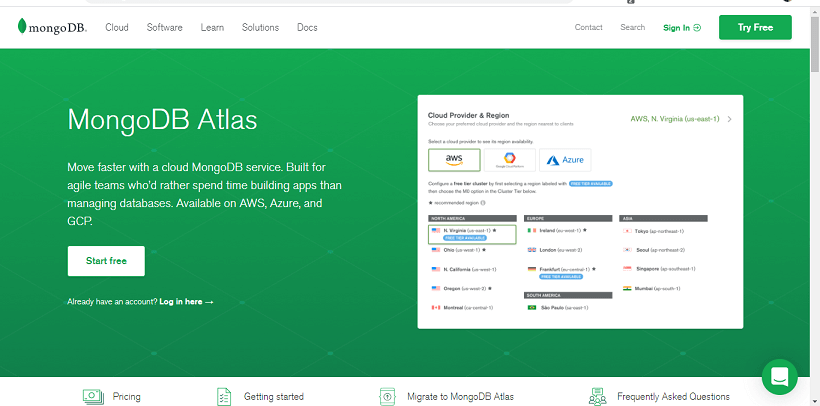 mongoDB.
Cloud
Software
Learn
Solutions
Docs
Contact
Search
Sign In
Try Free
MongoDB Atlas
Move faster with a cloud MongoDB service. Built for
agile teams who'd rather spend time building apps than
managing databases. Available on AWS, Azure, and
GCP.
Start free
Already have an account? Log in here →
Cloud Provider & Region
Choose your preferred cloud provider and the region nearest to clients.
AWS, N. Virginia (us-east-1)
Select a cloud provider to see its region availability.
aws
Google Cloud Platform
Azure
Configure a free tier cluster by first selecting a region labeled with FREE TIER AVAILABLE
then choose the M0 option in the Cluster Tier below.
★ recommended region
NORTH AMERICA
N. Virginia (us-east-1) ★
FREE TIER AVAILABLE
Ohio (us-east-2) ★
N. California (us-west-1)
Oregon (us-west-2) ★
Montreal (ca-central-1)
EUROPE
Ireland (eu-west-1) ★
London (eu-west-2)
Frankfurt (eu-central-1) ★
FREE TIER AVAILABLE
SOUTH AMERICA
São Paulo (sa-east-1)
ASIA
Tokyo (ap-northeast-1)
Seoul (ap-northeast-2)
Singapore (ap-southeast-1)
Mumbai (ap-south-1)
Pricing
Getting started
Migrate to MongoDB Atlas
Frequently Asked Questions